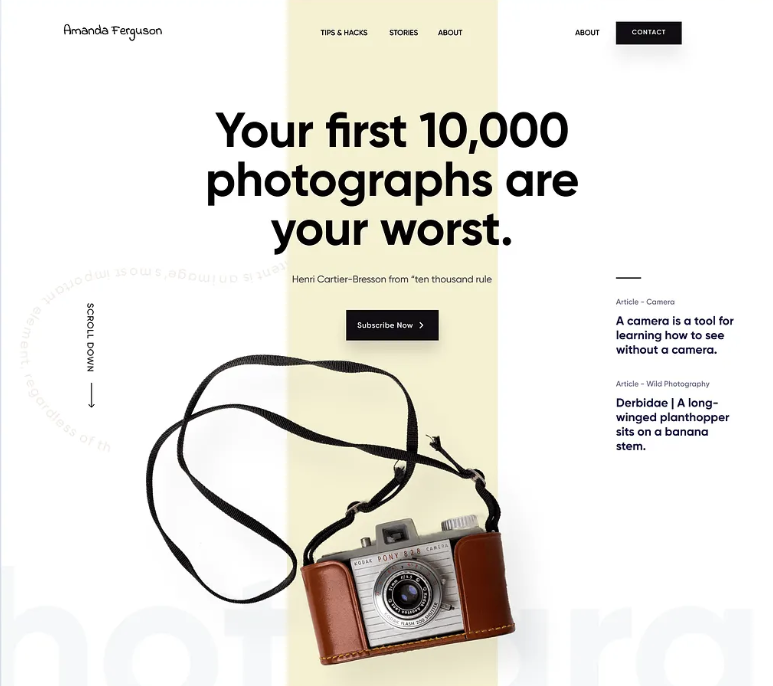 Amanda Ferguson
TIPS & HACKS
STORIES
ABOUT
ABOUT
CONTACT
Your first 10,000
photographs are
your worst.
Henri Cartier-Bresson from “ten thousand rule
Subscribe Now
SCROLL DOWN
Article - Camera
A camera is a tool for
learning how to see
without a camera.
Article - Wild Photography
Derbidae | A long-
winged planthopper
sits on a banana
stem.
tent is an image's most important element regardless of th
KODAK PONY 828 CAMERA